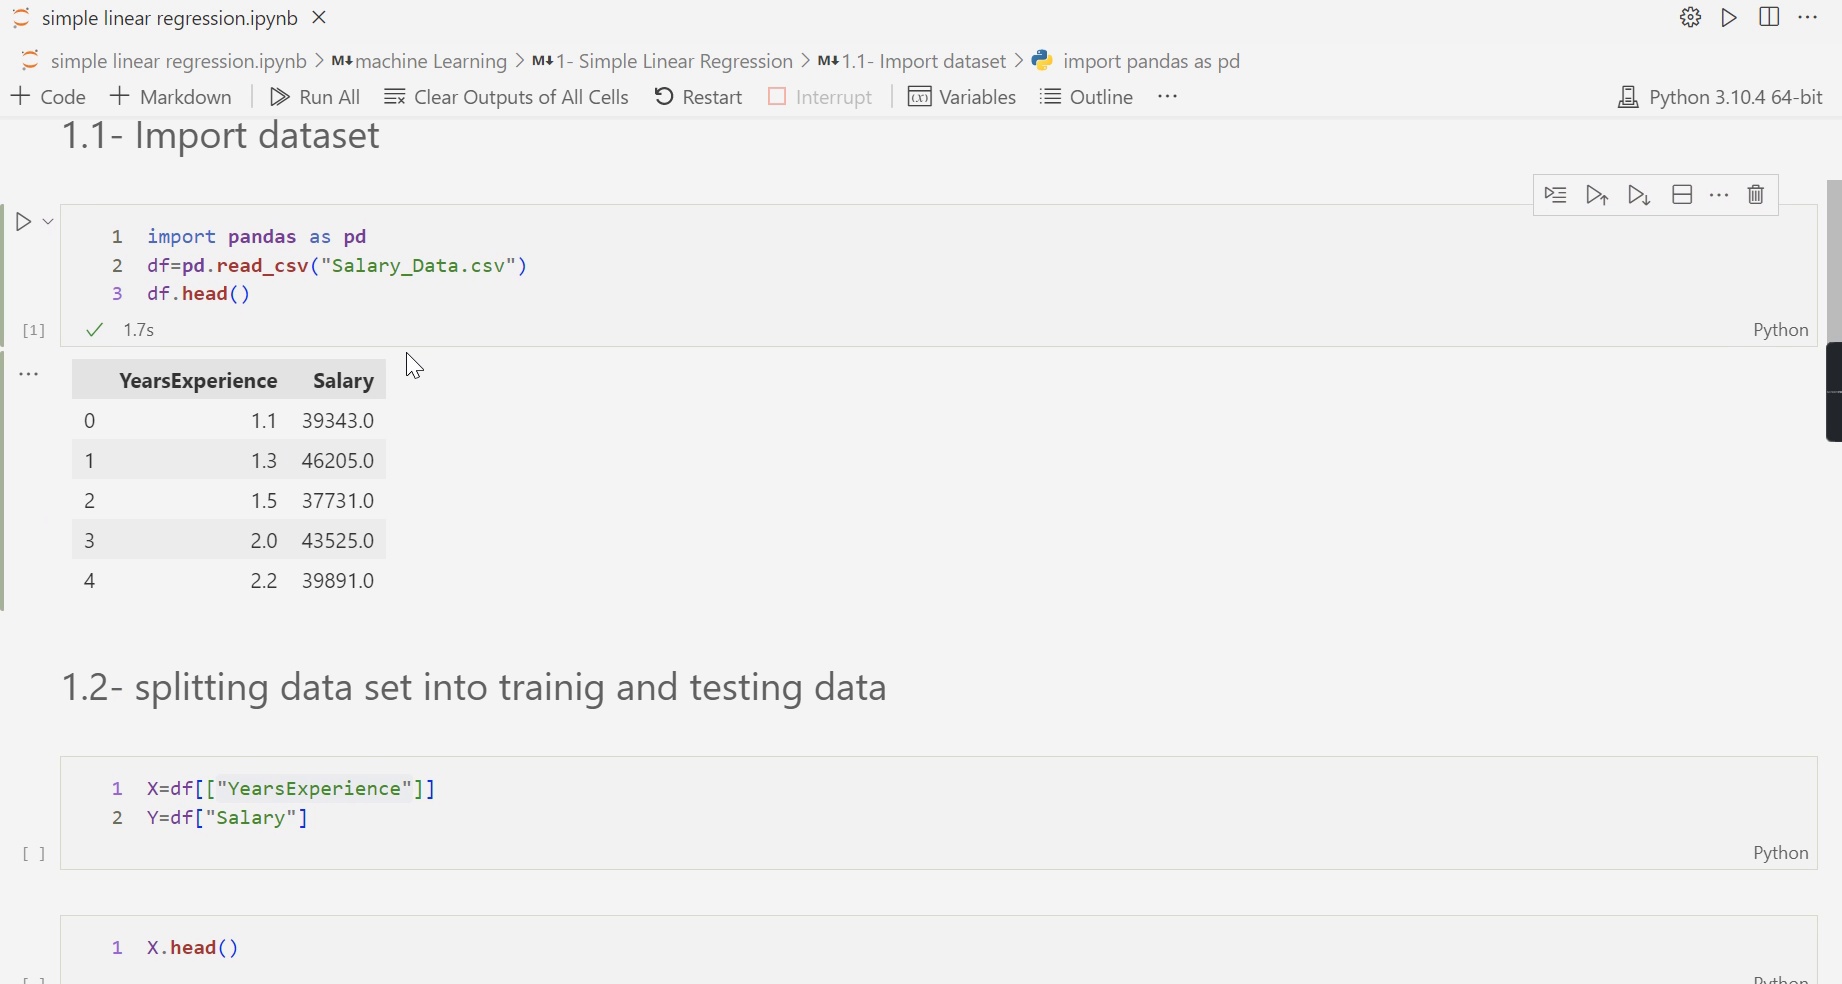 simple linear regression.ipynb
simple linear regression.ipynb > M↓machine Learning > M↓1- Simple Linear Regression > M↓1.1- Import dataset > import pandas as pd
+ Code + Markdown Run All Clear Outputs of All Cells Restart Interrupt (x) Variables Outline ... Python 3.10.4 64-bit
1.1- Import dataset
1 import pandas as pd
2 df=pd.read_csv("Salary_Data.csv")
3 df.head()
[1] ✓ 1.7s Python
YearsExperience Salary
0 1.1 39343.0
1 1.3 46205.0
2 1.5 37731.0
3 2.0 43525.0
4 2.2 39891.0
1.2- splitting data set into trainig and testing data
1 X=df[["YearsExperience"]]
2 Y=df["Salary"]
[ ] Python
1 X.head()
[ ] Python